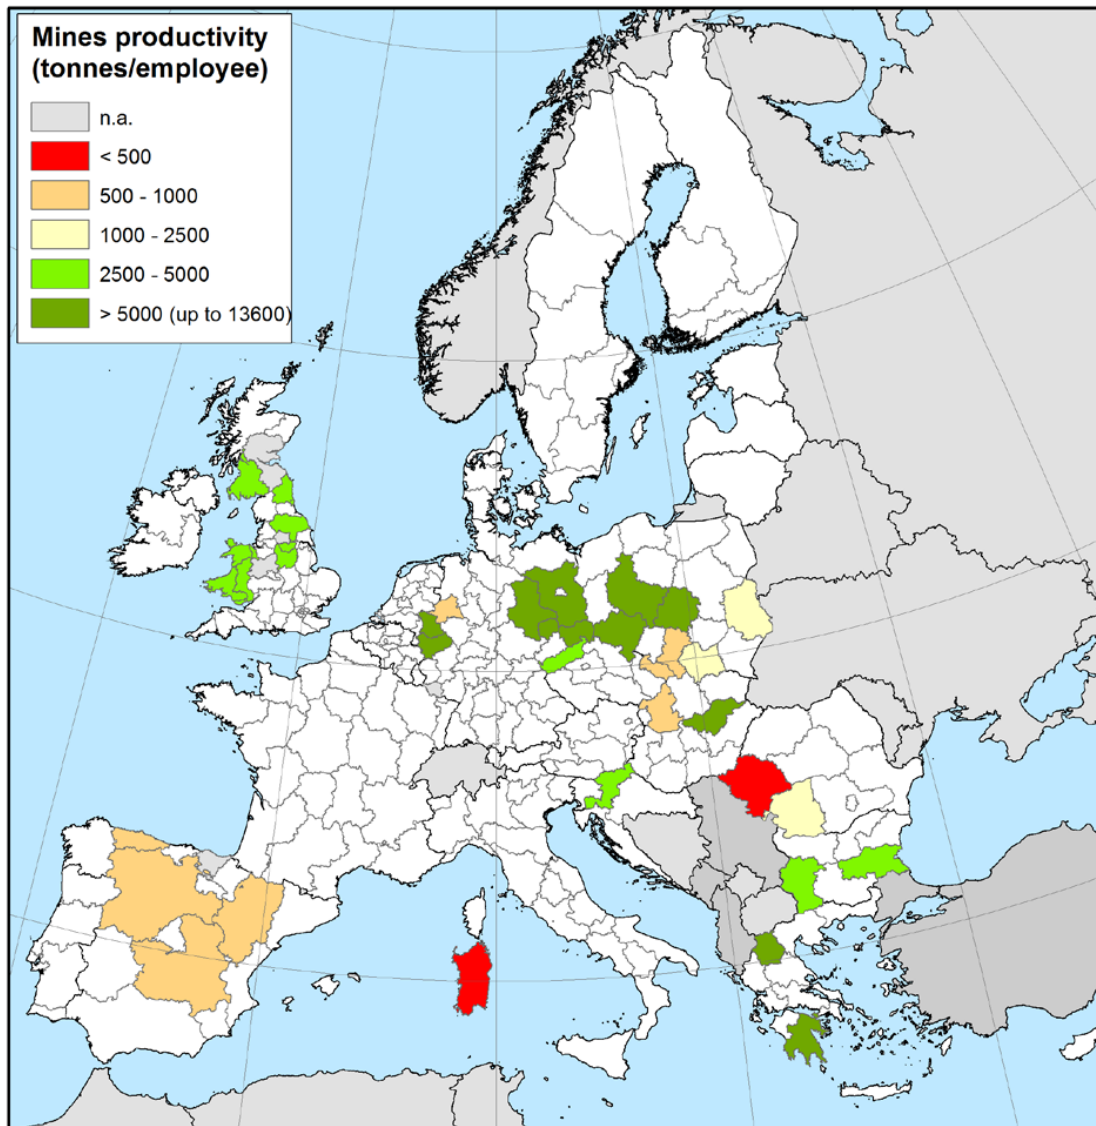 Mines productivity
(tonnes/employee)
n.a.
< 500
500 - 1000
1000 - 2500
2500 - 5000
> 5000 (up to 13600)